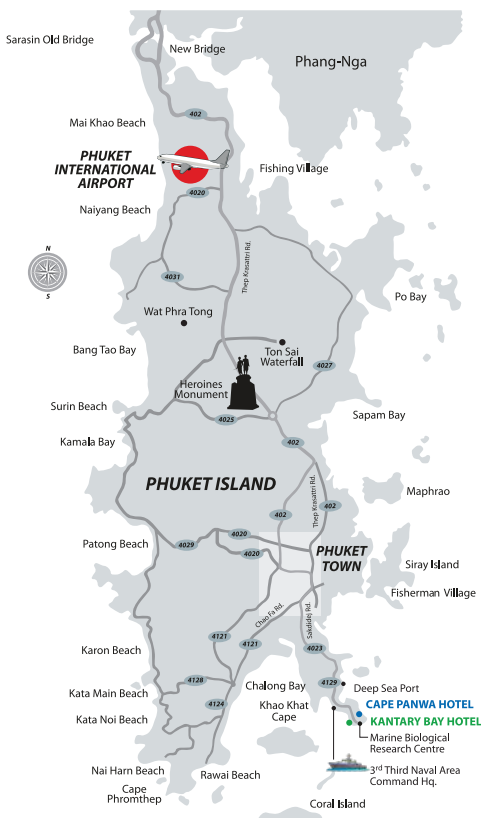 Sarasin Old Bridge
New Bridge
Phang-Nga
402
Mai Khao Beach
PHUKET
INTERNATIONAL
AIRPORT
Fishing Village
4020
Naiyang Beach
N
S
Thep Krasattri Rd.
4031
Po Bay
Wat Phra Tong
Bang Tao Bay
Ton Sai
Waterfall
4027
Heroines
Monument
Surin Beach
4025
Sapam Bay
Kamala Bay
402
PHUKET ISLAND
Maphrao
402
Thep Krasattri Rd.
402
Patong Beach
4029
4020
4020
PHUKET
TOWN
Siray Island
Fisherman Village
Chao Fa Rd.
Sakdidej Rd.
4121
4121
4023
Karon Beach
4128
Chalong Bay
4129
Deep Sea Port
Kata Main Beach
4124
Khao Khat
Cape
CAPE PANWA HOTEL
Kata Noi Beach
KANTARY BAY HOTEL
Marine Biological
Research Centre
Nai Harn Beach
Rawai Beach
3rd Third Naval Area
Command Hq.
Cape
Phromthep
Coral Island